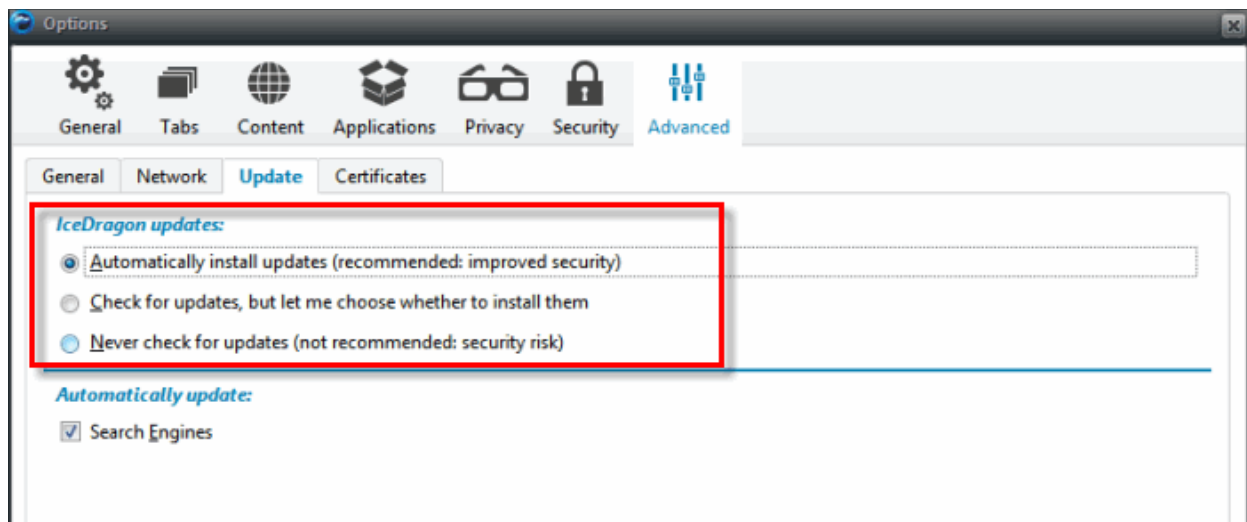 Options
General Tabs Content Applications Privacy Security Advanced
General Network Update Certificates
IceDragon updates:
Automatically install updates (recommended: improved security)
Check for updates, but let me choose whether to install them
Never check for updates (not recommended: security risk)
Automatically update:
Search Engines